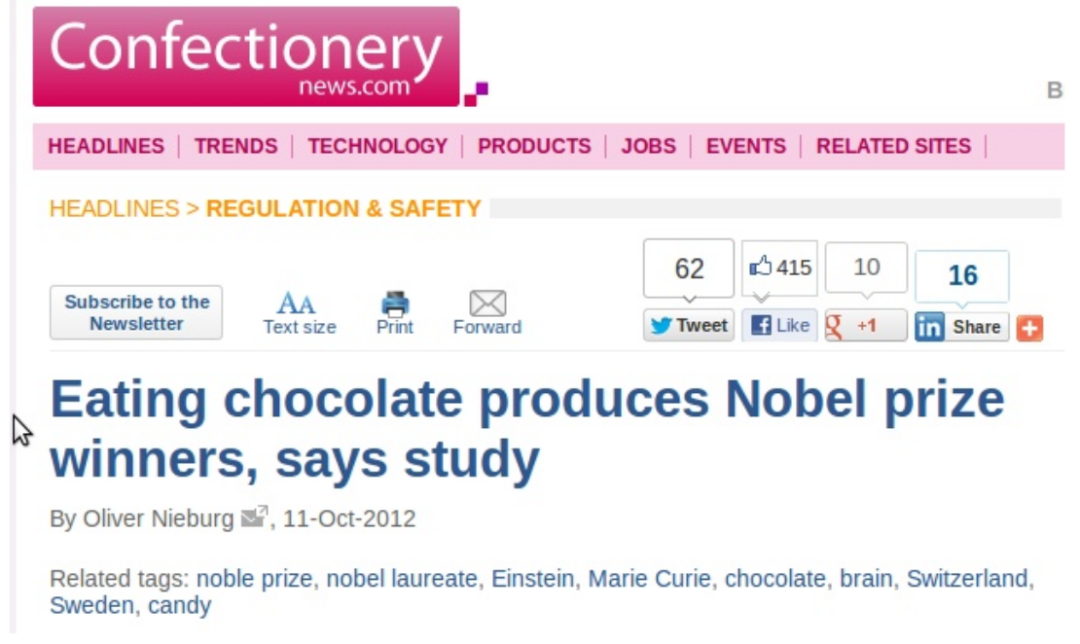 Confectionery
news.com
B
HEADLINES | TRENDS | TECHNOLOGY | PRODUCTS | JOBS | EVENTS | RELATED SITES |
HEADLINES > REGULATION & SAFETY
62 415 10 16
Subscribe to the
Newsletter
AA
Text size Print Forward
Tweet Like +1 in Share +
Eating chocolate produces Nobel prize
winners, says study
By Oliver Nieburg , 11-Oct-2012
Related tags: noble prize, nobel laureate, Einstein, Marie Curie, chocolate, brain, Switzerland,
Sweden, candy